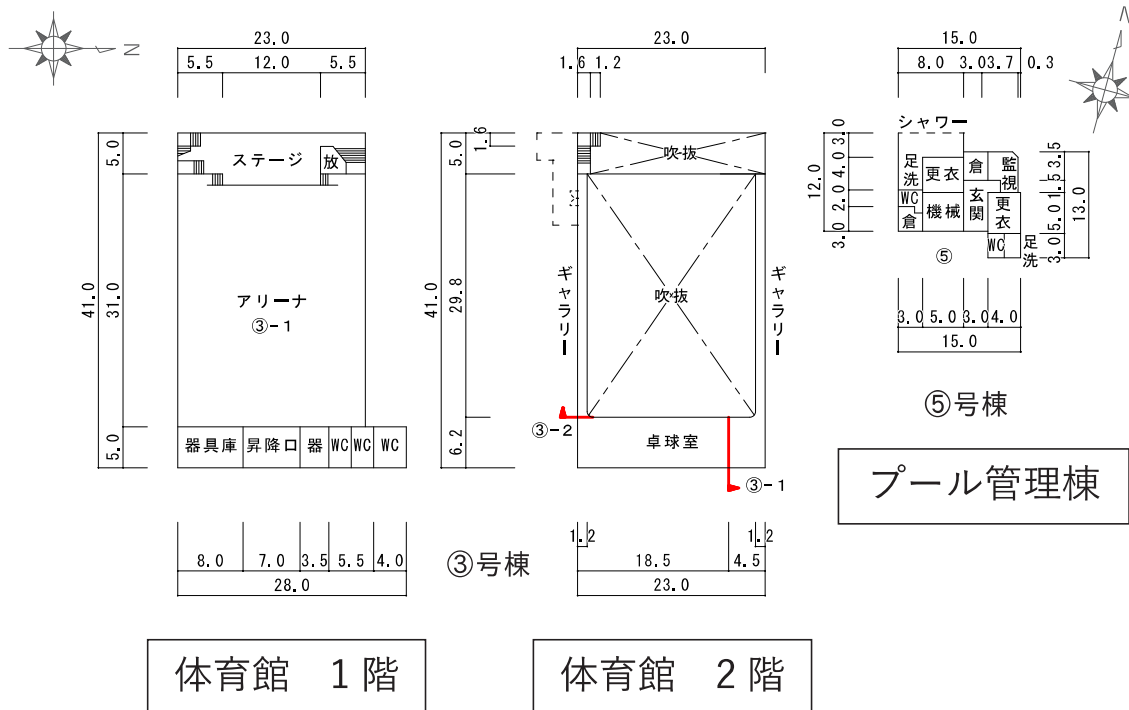 N
23.0
5.5 12.0 5.5
41.0
5.0
31.0
5.0
ステージ
放
アリーナ
③-1
器具庫 昇降口 器 WC WC WC
8.0 7.0 3.5 5.5 4.0
28.0
体育館 1階
③号棟
23.0
1.6 1.2
1.6
41.0
5.0
29.8
6.2
吹抜
ギャラリー
吹抜
ギャラリー
③-2
卓球室
③-1
1.2 1.2
18.5 4.5
23.0
体育館 2階
N
15.0
8.0 3.0 3.7 0.3
シャワー
12.0
3.0
4.0
2.0
3.0
足洗 更衣 倉 監視
WC 機械 玄関 更衣
倉
WC 足洗
⑤
3.5
1.5
5.0
3.0
13.0
3.0 5.0 3.0 4.0
15.0
⑤号棟
プール管理棟